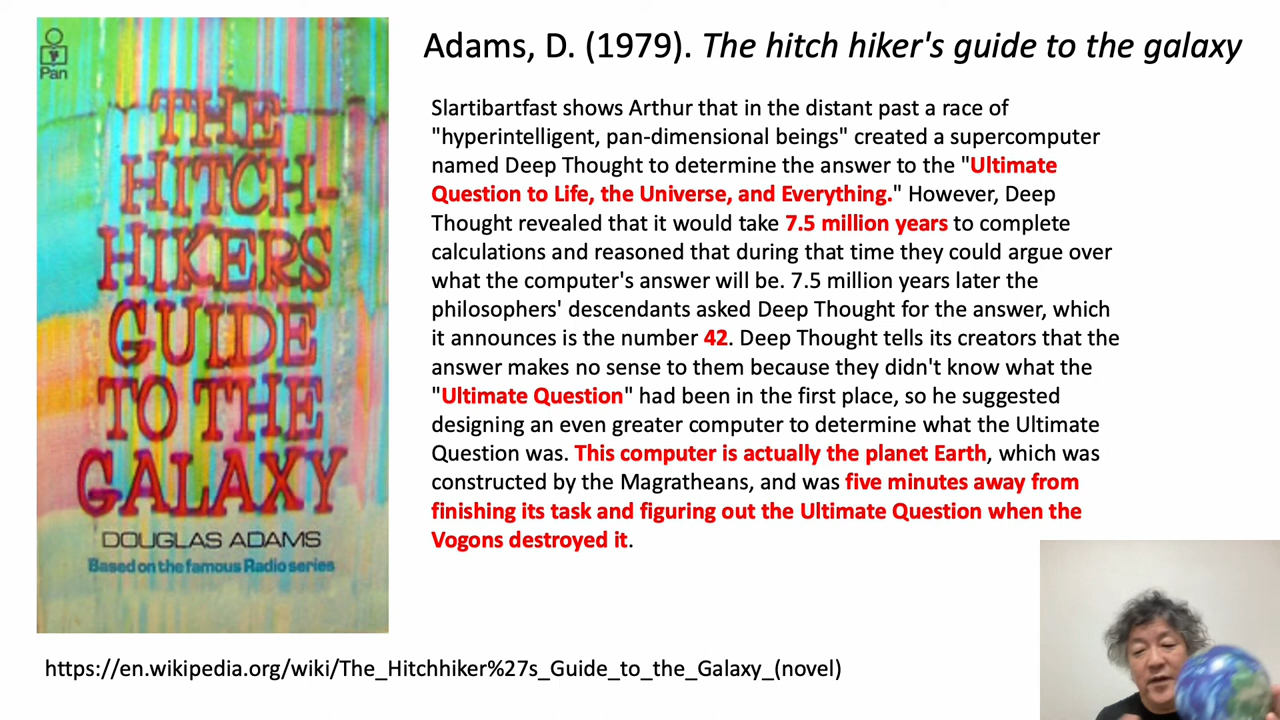 Pan
THE
HITCH-
HIKERS
GUIDE
TO THE
GALAXY
DOUGLAS ADAMS
Based on the famous Radio series
Adams, D. (1979). The hitch hiker's guide to the galaxy
Slartibartfast shows Arthur that in the distant past a race of
"hyperintelligent, pan-dimensional beings" created a supercomputer
named Deep Thought to determine the answer to the "Ultimate
Question to Life, the Universe, and Everything." However, Deep
Thought revealed that it would take 7.5 million years to complete
calculations and reasoned that during that time they could argue over
what the computer's answer will be. 7.5 million years later the
philosophers' descendants asked Deep Thought for the answer, which
it announces is the number 42. Deep Thought tells its creators that the
answer makes no sense to them because they didn't know what the
"Ultimate Question" had been in the first place, so he suggested
designing an even greater computer to determine what the Ultimate
Question was. This computer is actually the planet Earth, which was
constructed by the Magratheans, and was five minutes away from
finishing its task and figuring out the Ultimate Question when the
Vogons destroyed it.
https://en.wikipedia.org/wiki/The_Hitchhiker%27s_Guide_to_the_Galaxy_(novel)